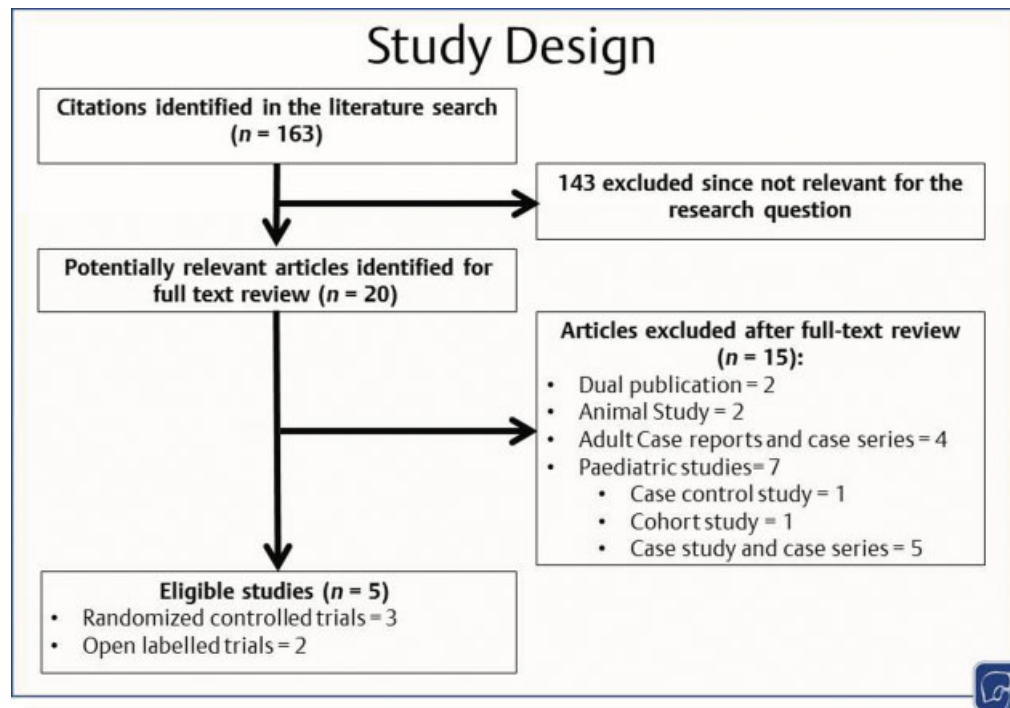 Study Design
Citations identified in the literature search
(n = 163)
143 excluded since not relevant for the
research question
Potentially relevant articles identified for
full text review (n = 20)
Articles excluded after full-text review
(n = 15):
• Dual publication = 2
• Animal Study = 2
• Adult Case reports and case series = 4
• Paediatric studies= 7
• Case control study = 1
• Cohort study = 1
• Case study and case series = 5
Eligible studies (n = 5)
• Randomized controlled trials = 3
• Open labelled trials = 2